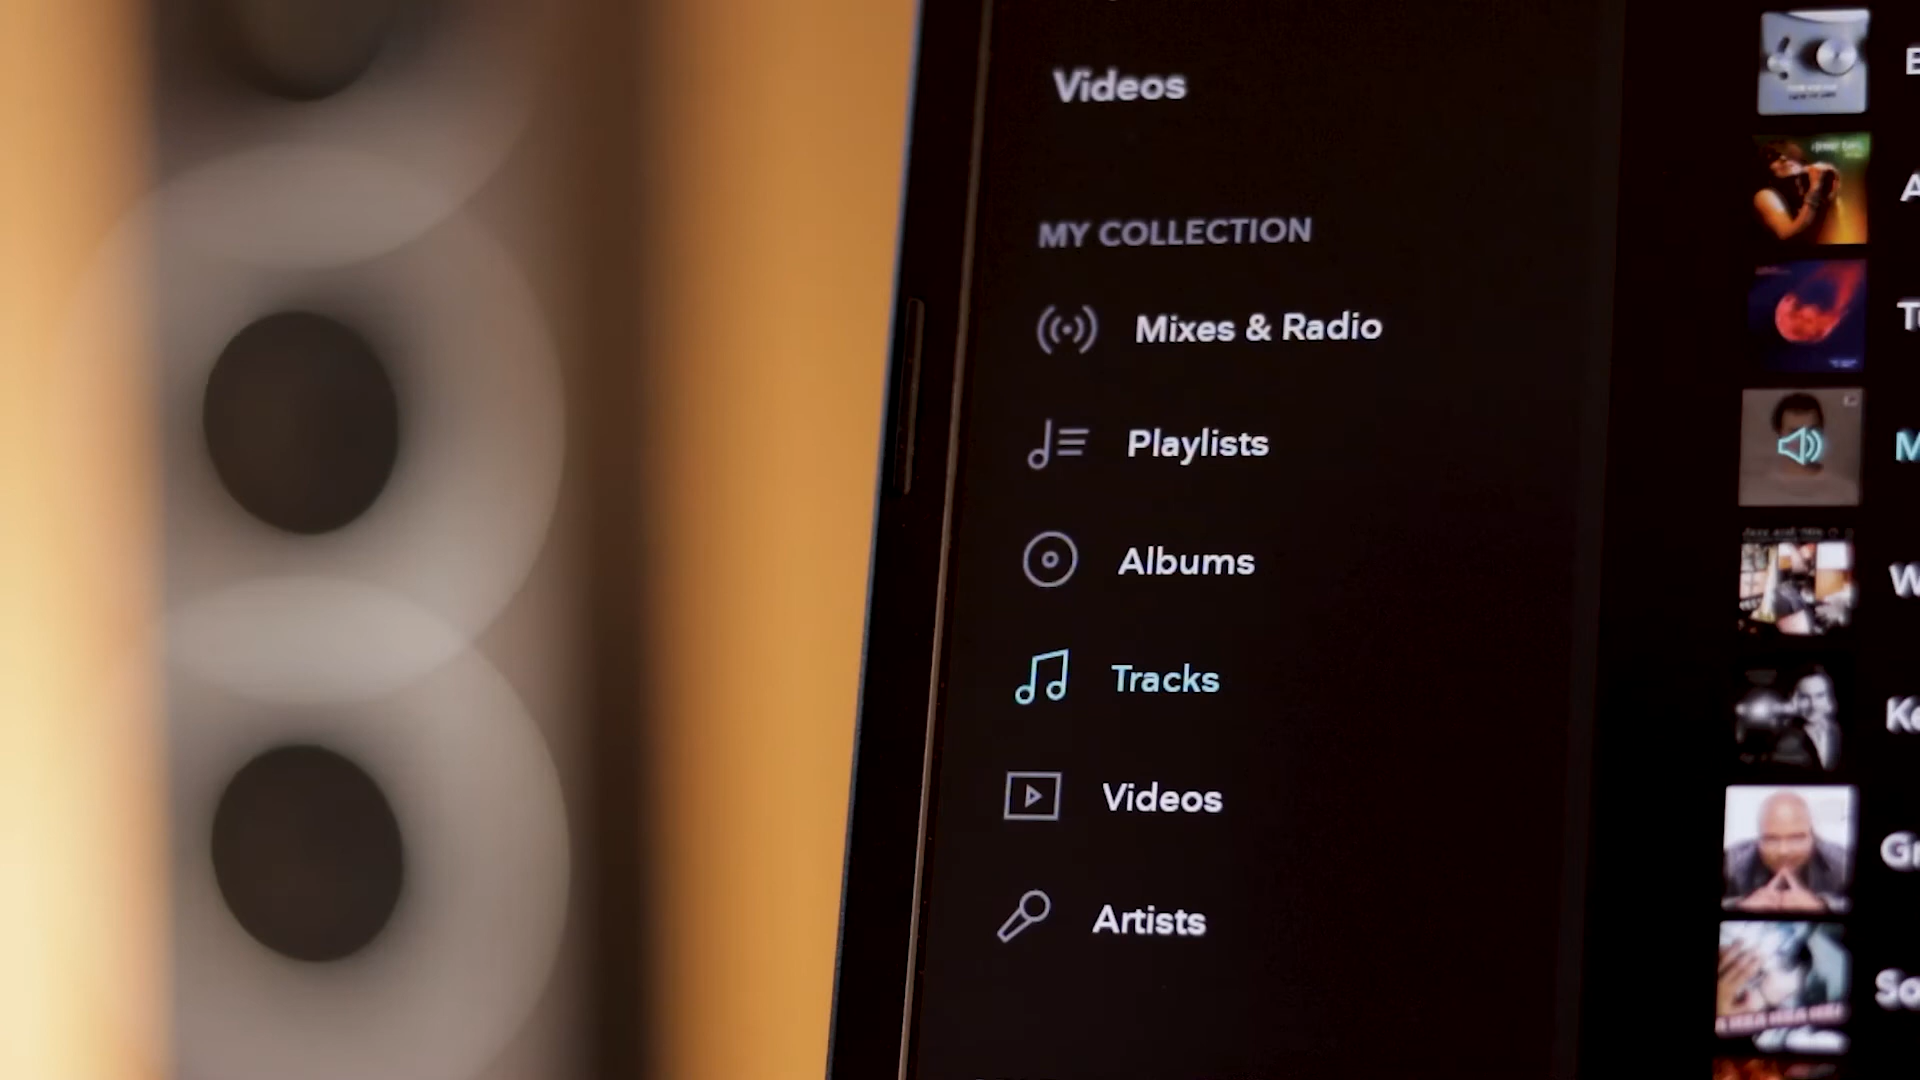 Videos
MY COLLECTION
Mixes & Radio
Playlists
Albums
Tracks
Videos
Artists